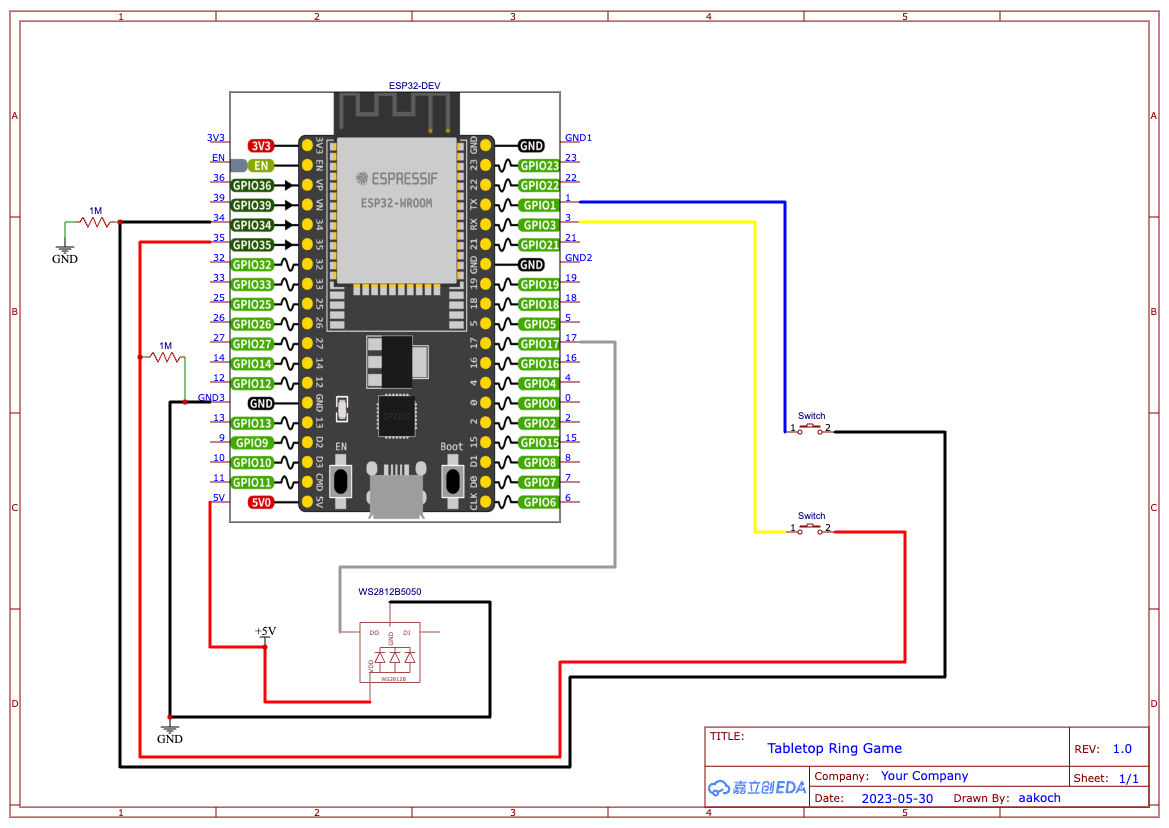 1 2 3 4 5
A A
B B
C C
D D
1 2 3 4 5
ESP32-DEV
3V3 3V3 3V3 GND GND GND1
EN EN EN 23 GPIO23 23
36 GPIO36 VP 22 GPIO22 22
39 GPIO39 VN TX GPIO1 1
34 GPIO34 34 RX GPIO3 3
35 GPIO35 35 21 GPIO21 21
32 GPIO32 32 GND GND GND2
33 GPIO33 33 19 GPIO19 19
25 GPIO25 25 18 GPIO18 18
26 GPIO26 26 5 GPIO5 5
27 GPIO27 27 17 GPIO17 17
14 GPIO14 14 16 GPIO16 16
12 GPIO12 12 4 GPIO4 4
GND3 GND GND 0 GPIO0 0
13 GPIO13 13 2 GPIO2 2
9 GPIO9 D2 15 GPIO15 15
10 GPIO10 D3 D1 GPIO8 8
11 GPIO11 CMD D0 GPIO7 7
5V 5V0 5V CLK GPIO6 6
ESPRESSIF
ESP32-WROOM
CP2102
EN
Boot
1M
GND
1M
Switch
1 2
Switch
1 2
WS2812B5050
DO GND DI
VDD
WS2812B
+5V
GND
TITLE:
Tabletop Ring Game
REV: 1.0
嘉立创EDA
Company: Your Company
Sheet: 1/1
Date: 2023-05-30 Drawn By: aakoch